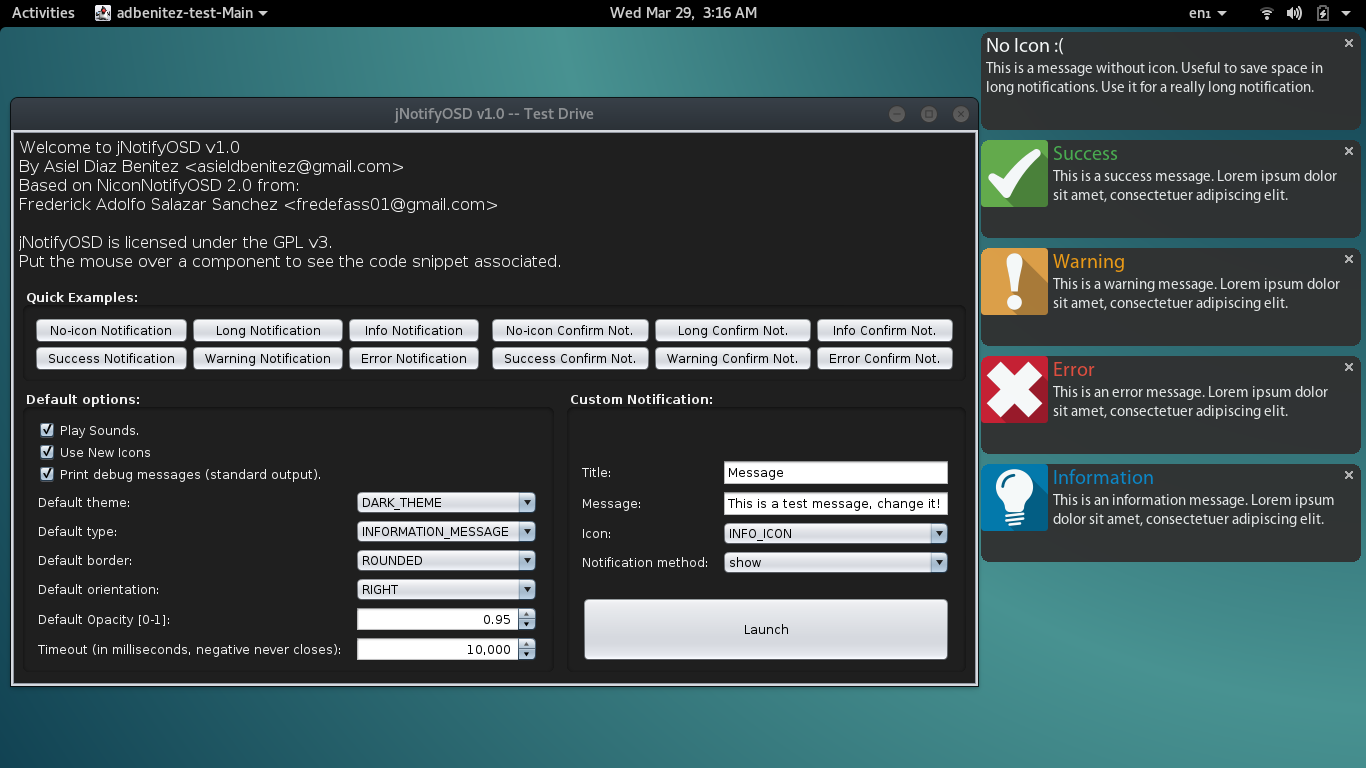 Activities
adbenitez-test-Main
Wed Mar 29, 3:16 AM
en₁
jNotifyOSD v1.0 -- Test Drive
Welcome to jNotifyOSD v1.0
By Asiel Diaz Benitez <asieldbenitez@gmail.com>
Based on NiconNotifyOSD 2.0 from:
Frederick Adolfo Salazar Sanchez <fredefass01@gmail.com>
jNotifyOSD is licensed under the GPL v3.
Put the mouse over a component to see the code snippet associated.
Quick Examples:
No-icon Notification
Long Notification
Info Notification
No-icon Confirm Not.
Long Confirm Not.
Info Confirm Not.
Success Notification
Warning Notification
Error Notification
Success Confirm Not.
Warning Confirm Not.
Error Confirm Not.
Default options:
Play Sounds.
Use New Icons
Print debug messages (standard output).
Default theme:
DARK_THEME
Default type:
INFORMATION_MESSAGE
Default border:
ROUNDED
Default orientation:
RIGHT
Default Opacity [0-1]:
0.95
Timeout (in milliseconds, negative never closes):
10,000
Custom Notification:
Title:
Message
Message:
This is a test message, change it!
Icon:
INFO_ICON
Notification method:
show
Launch
No Icon :(
This is a message without icon. Useful to save space in
long notifications. Use it for a really long notification.
Success
This is a success message. Lorem ipsum dolor
sit amet, consectetuer adipiscing elit.
Warning
This is a warning message. Lorem ipsum dolor
sit amet, consectetuer adipiscing elit.
Error
This is an error message. Lorem ipsum dolor
sit amet, consectetuer adipiscing elit.
Information
This is an information message. Lorem ipsum
dolor sit amet, consectetuer adipiscing elit.